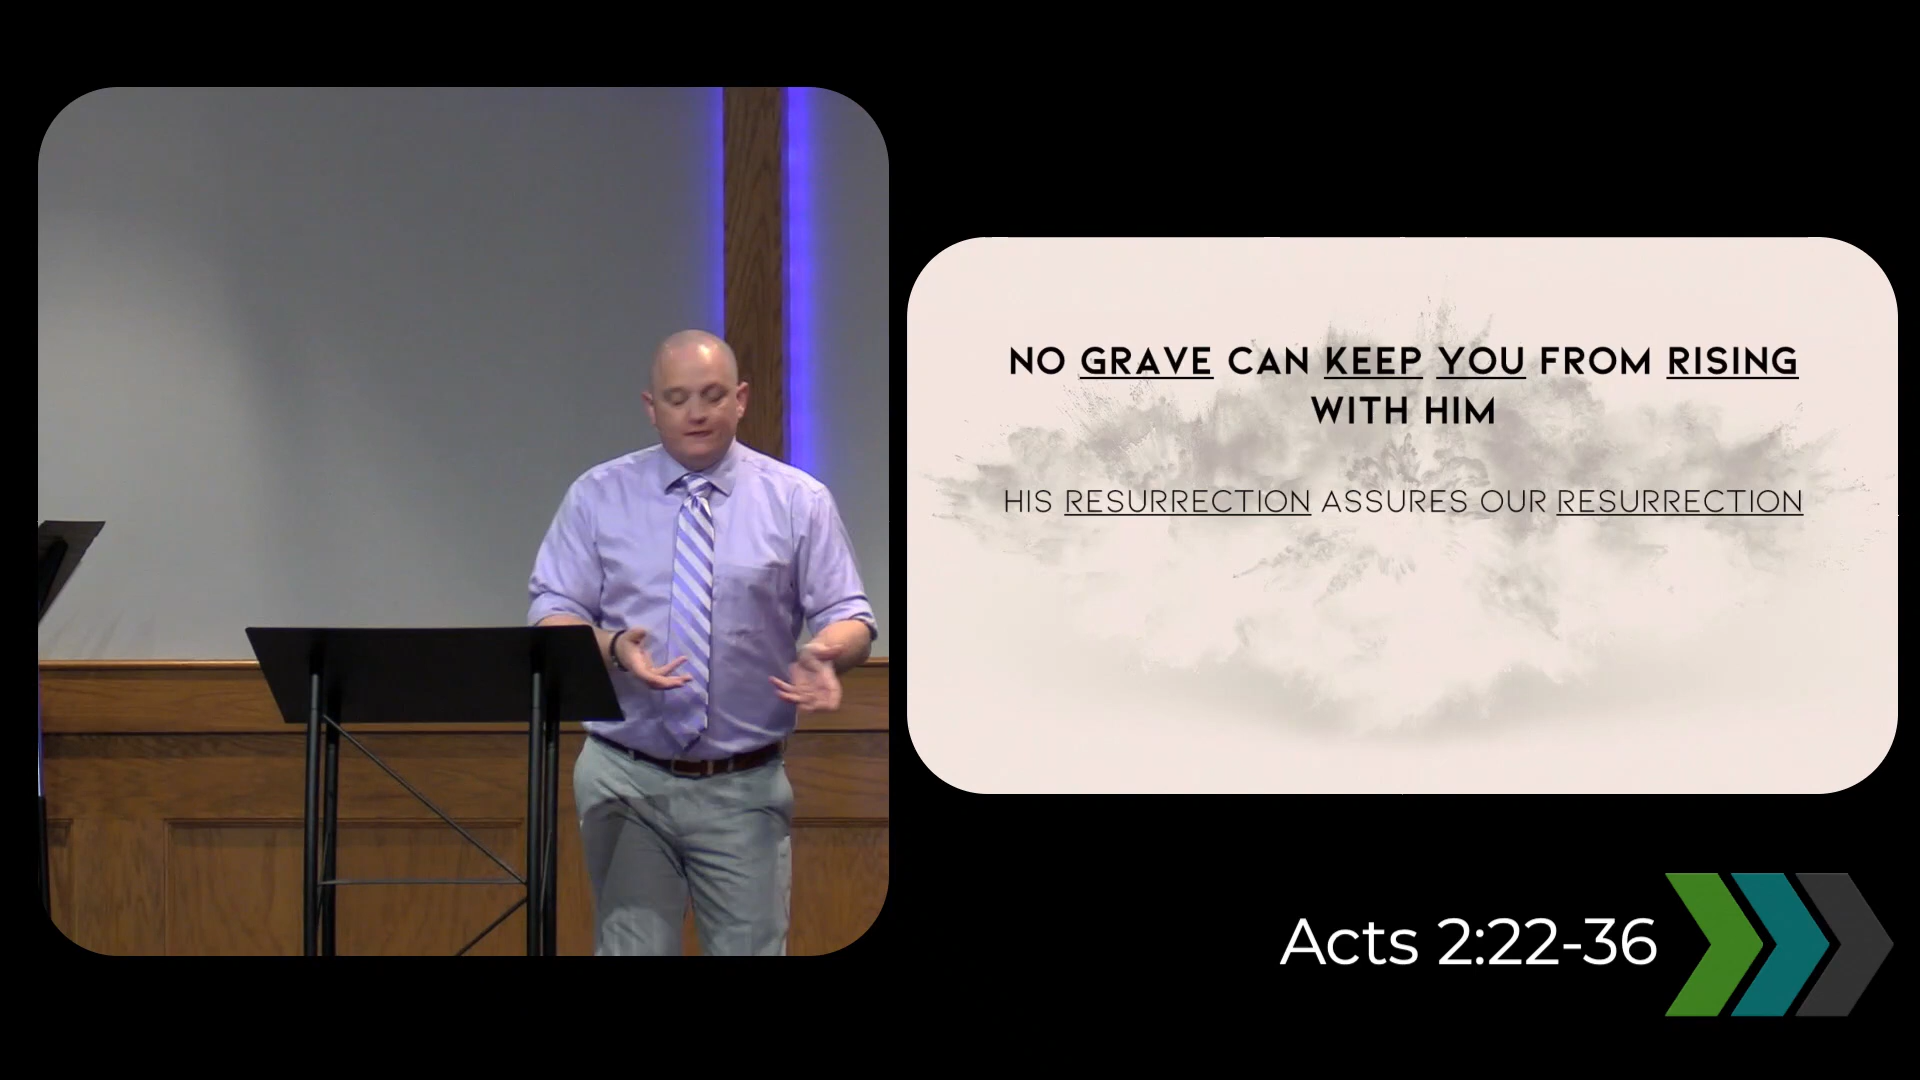 NO GRAVE CAN KEEP YOU FROM RISING
WITH HIM
HIS RESURRECTION ASSURES OUR RESURRECTION
Acts 2:22-36